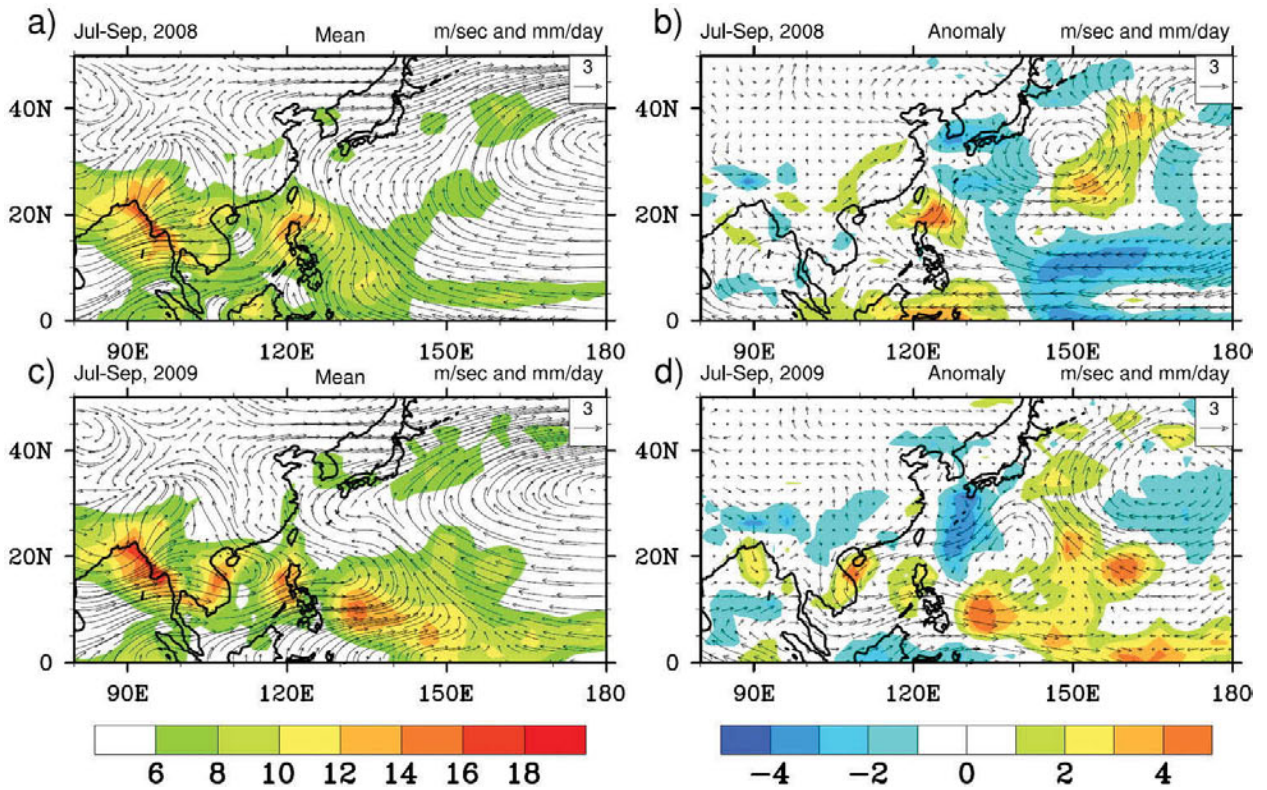 a) Jul-Sep, 2008 Mean m/sec and mm/day
3
40N
20N
0
90E 120E 150E 180
b) Jul-Sep, 2008 Anomaly m/sec and mm/day
3
40N
20N
0
90E 120E 150E 180
c) Jul-Sep, 2009 Mean m/sec and mm/day
3
40N
20N
0
90E 120E 150E 180
d) Jul-Sep, 2009 Anomaly m/sec and mm/day
3
40N
20N
0
90E 120E 150E 180
6 8 10 12 14 16 18
-4 -2 0 2 4